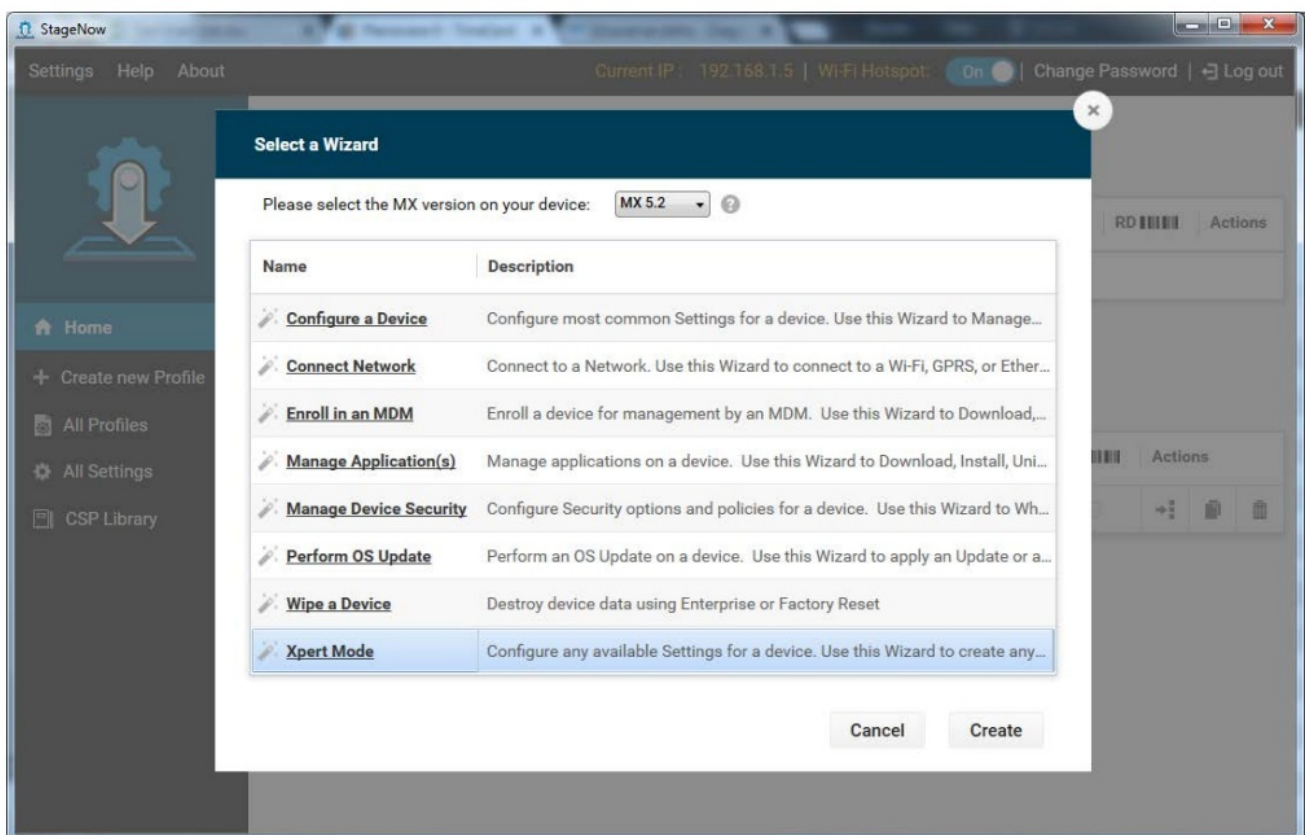 StageNow
Settings Help About Current IP : 192.168.1.5 | Wi-Fi Hotspot: On | Change Password | Log out
Select a Wizard
Please select the MX version on your device: MX 5.2
RD Actions
Name Description
Configure a Device Configure most common Settings for a device. Use this Wizard to Manage...
Home
Connect Network Connect to a Network. Use this Wizard to connect to a Wi-Fi, GPRS, or Ether...
Create new Profile
Enroll in an MDM Enroll a device for management by an MDM. Use this Wizard to Download,...
All Profiles
Manage Application(s) Manage applications on a device. Use this Wizard to Download, Install, Uni...
Actions
All Settings
Manage Device Security Configure Security options and policies for a device. Use this Wizard to Wh...
CSP Library
Perform OS Update Perform an OS Update on a device. Use this Wizard to apply an Update or a...
Wipe a Device Destroy device data using Enterprise or Factory Reset
Xpert Mode Configure any available Settings for a device. Use this Wizard to create any...
Cancel Create